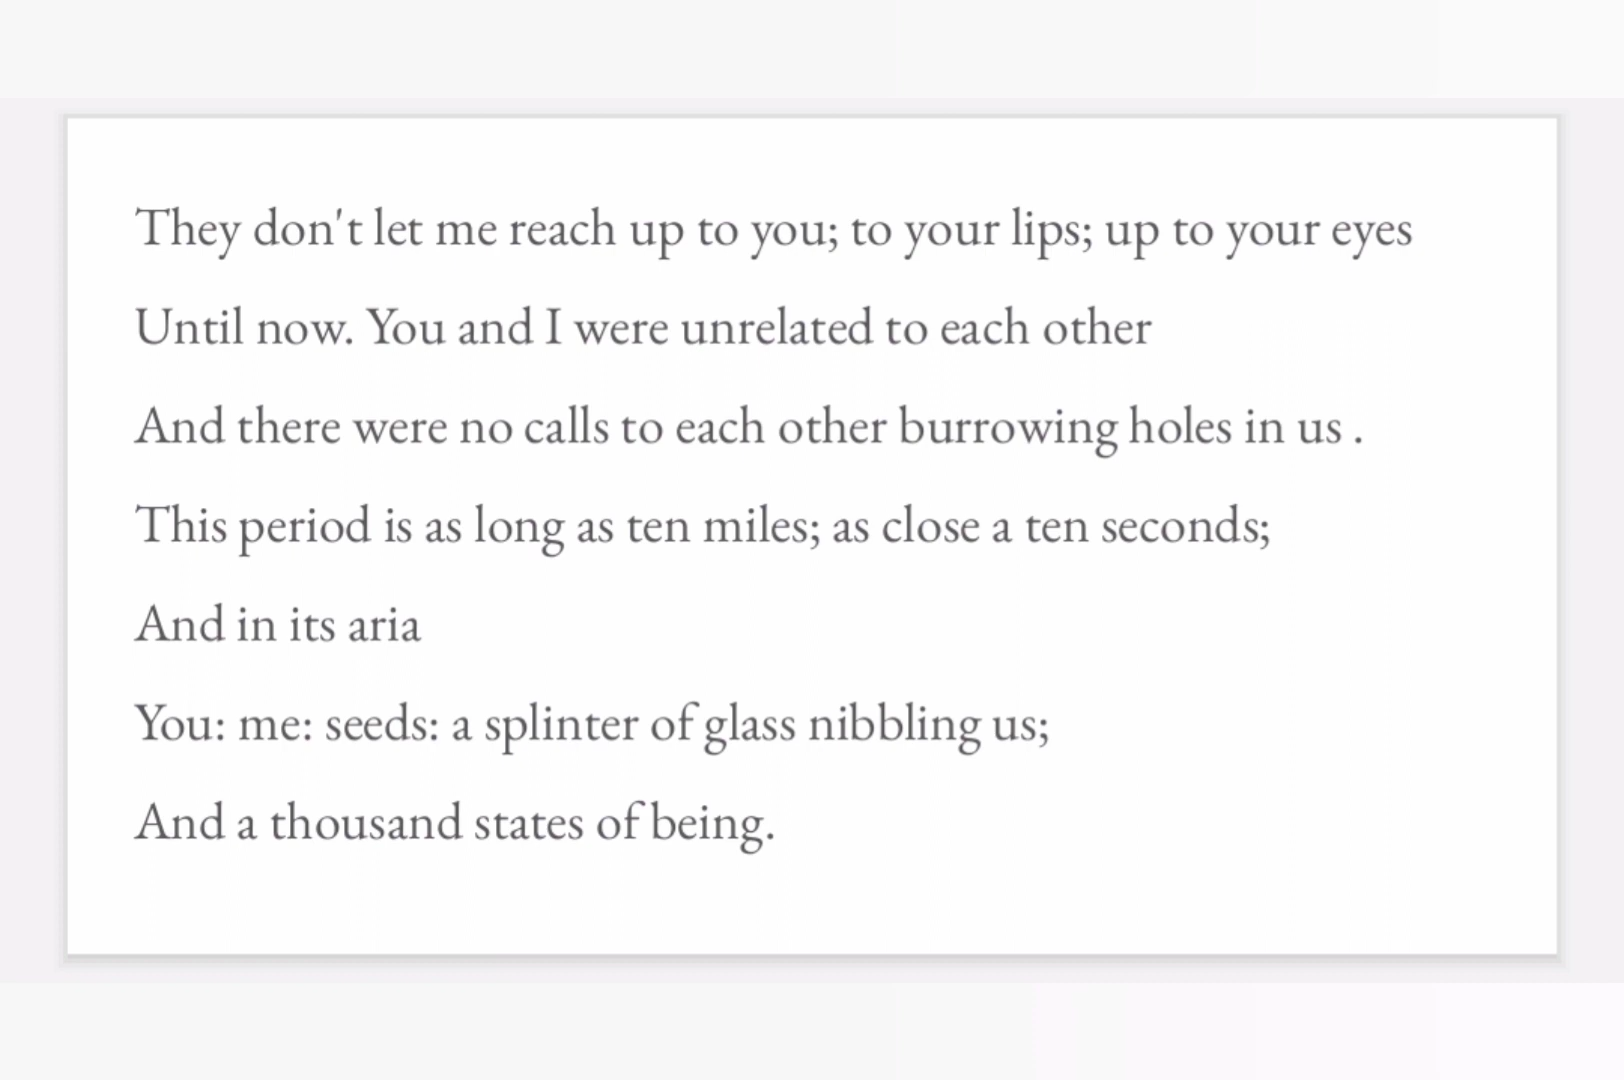 They don't let me reach up to you; to your lips; up to your eyes
Until now. You and I were unrelated to each other
And there were no calls to each other burrowing holes in us .
This period is as long as ten miles; as close a ten seconds;
And in its aria
You: me: seeds: a splinter of glass nibbling us;
And a thousand states of being.